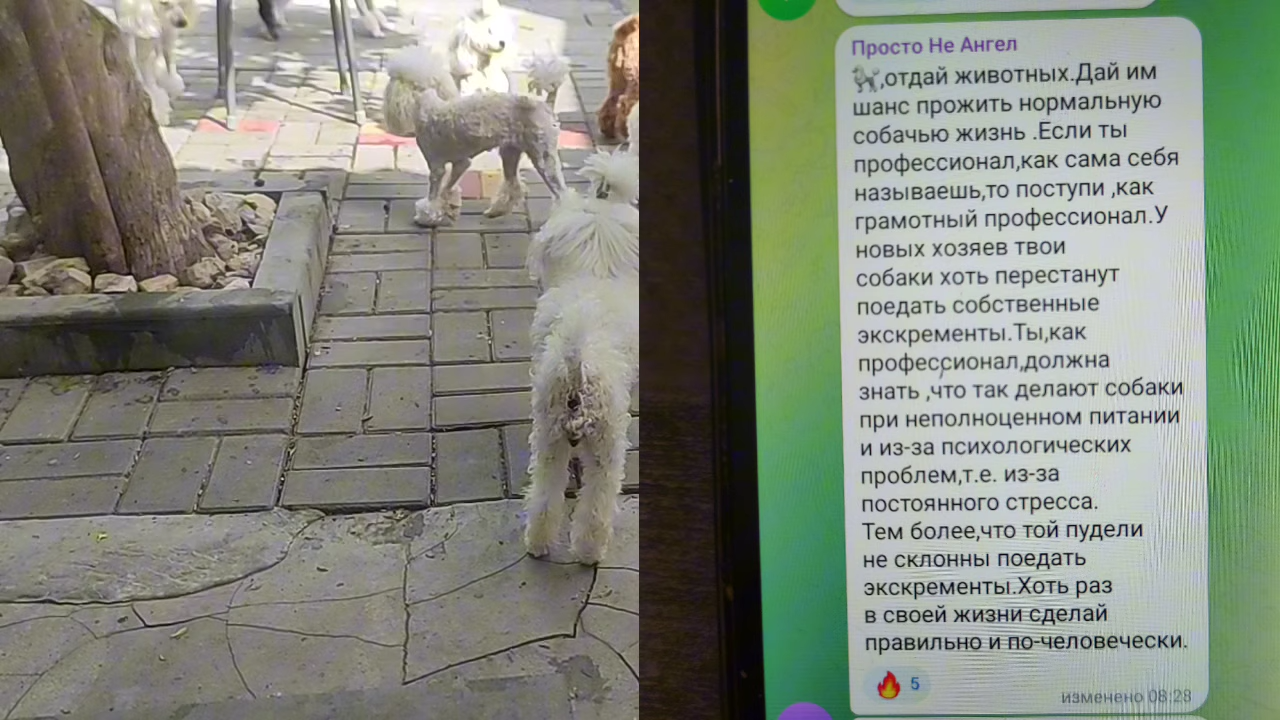 Просто Не Ангел
🐩,отдай животных.Дай им
шанс прожить нормальную
собачью жизнь .Если ты
профессионал,как сама себя
называешь,то поступи ,как
грамотный профессионал.У
новых хозяев твои
собаки хоть перестанут
поедать собственные
экскременты.Ты,как
профессионал,должна
знать ,что так делают собаки
при неполноценном питании
и из-за психологических
проблем,т.е. из-за
постоянного стресса.
Тем более,что той пудели
не склонны поедать
экскременты.Хоть раз
в своей жизни сделай
правильно и по-человечески.
🔥 5
изменено 08:28